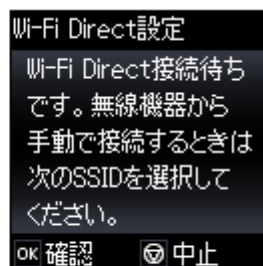 Wi-Fi Direct設定
Wi-Fi Direct接続待ち
です。無線機器から
手動で接続するときは
次のSSIDを選択して
ください。
OK 確認 中止